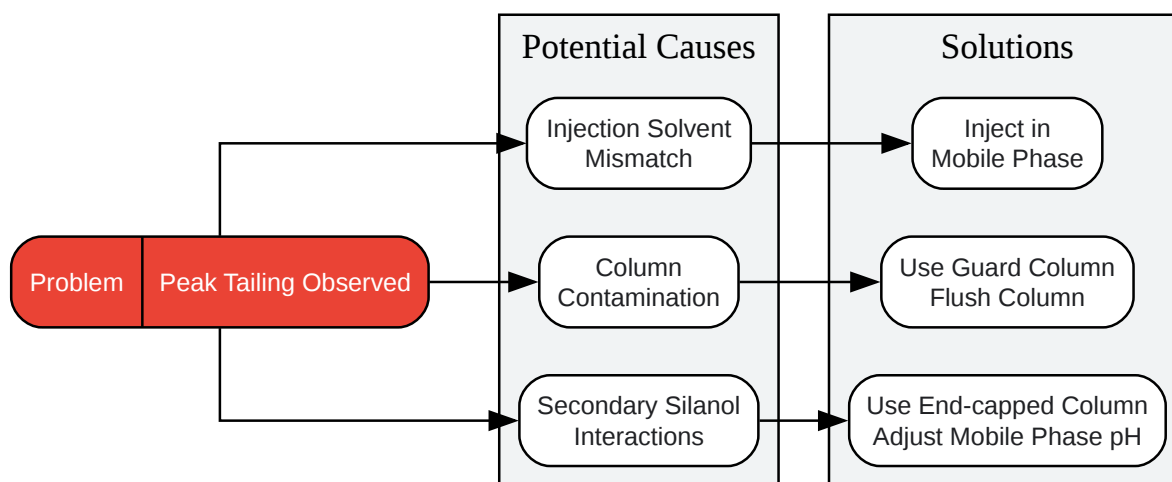 Potential Causes
Solutions
Injection Solvent
Mismatch
Inject in
Mobile Phase
Problem
Peak Tailing Observed
Column
Contamination
Use Guard Column
Flush Column
Secondary Silanol
Interactions
Use End-capped Column
Adjust Mobile Phase pH